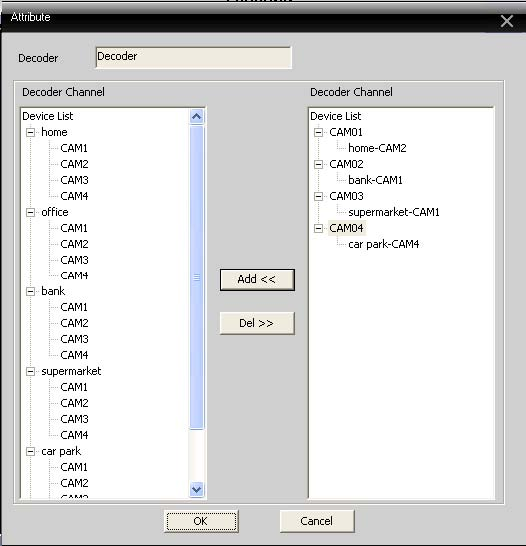 Attribute
Decoder
Decoder
Decoder Channel
Device List
home
CAM1
CAM2
CAM3
CAM4
office
CAM1
CAM2
CAM3
CAM4
bank
CAM1
CAM2
CAM3
CAM4
supermarket
CAM1
CAM2
CAM3
CAM4
car park
CAM1
CAM2
Add <<
Del >>
Decoder Channel
Device List
CAM01
home-CAM2
CAM02
bank-CAM1
CAM03
supermarket-CAM1
CAM04
car park-CAM4
OK
Cancel